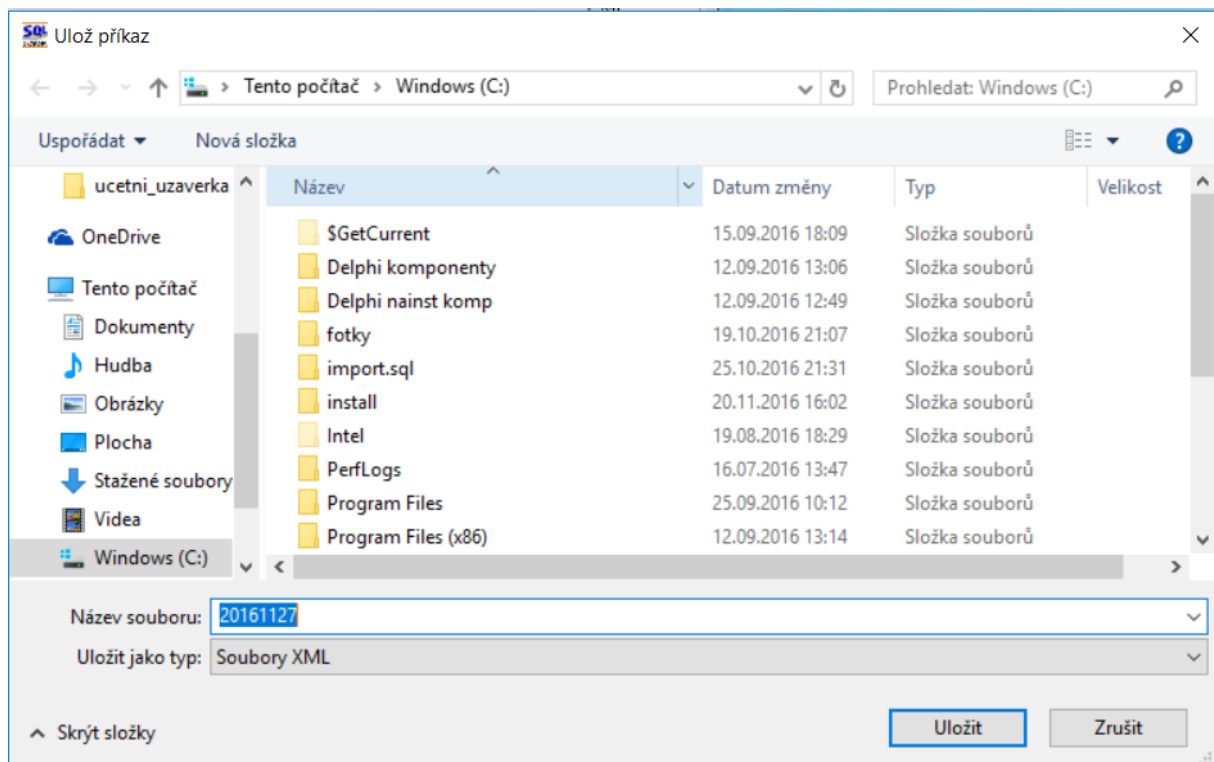 SQL
Ulož příkaz
Tento počítač > Windows (C:)
Prohledat: Windows (C:)
Uspořádat
Nová složka
ucetni_uzaverka
OneDrive
Tento počítač
Dokumenty
Hudba
Obrázky
Plocha
Stažené soubory
Videa
Windows (C:)
Název Datum změny Typ Velikost
$GetCurrent 15.09.2016 18:09 Složka souborů
Delphi komponenty 12.09.2016 13:06 Složka souborů
Delphi nainst komp 12.09.2016 12:49 Složka souborů
fotky 19.10.2016 21:07 Složka souborů
import.sql 25.10.2016 21:31 Složka souborů
install 20.11.2016 16:02 Složka souborů
Intel 19.08.2016 18:29 Složka souborů
PerfLogs 16.07.2016 13:47 Složka souborů
Program Files 25.09.2016 10:12 Složka souborů
Program Files (x86) 12.09.2016 13:14 Složka souborů
Název souboru: 20161127
Uložit jako typ: Soubory XML
Skrýt složky
Uložit
Zrušit